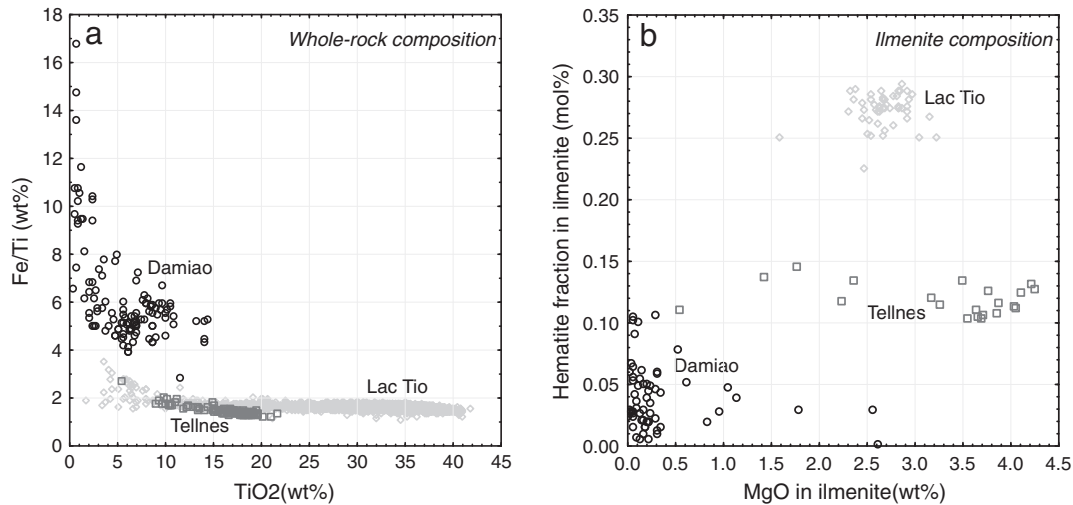 a
Whole-rock composition
Fe/Ti (wt%)
18
16
14
12
10
8
6
4
2
0
Damiao
Lac Tio
Tellnes
0 5 10 15 20 25 30 35 40 45
TiO2(wt%)
b
Ilmenite composition
Hematite fraction in ilmenite (mol%)
0.35
0.30
0.25
0.20
0.15
0.10
0.05
0.00
Lac Tio
Tellnes
Damiao
0.0 0.5 1.0 1.5 2.0 2.5 3.0 3.5 4.0 4.5
MgO in ilmenite(wt%)